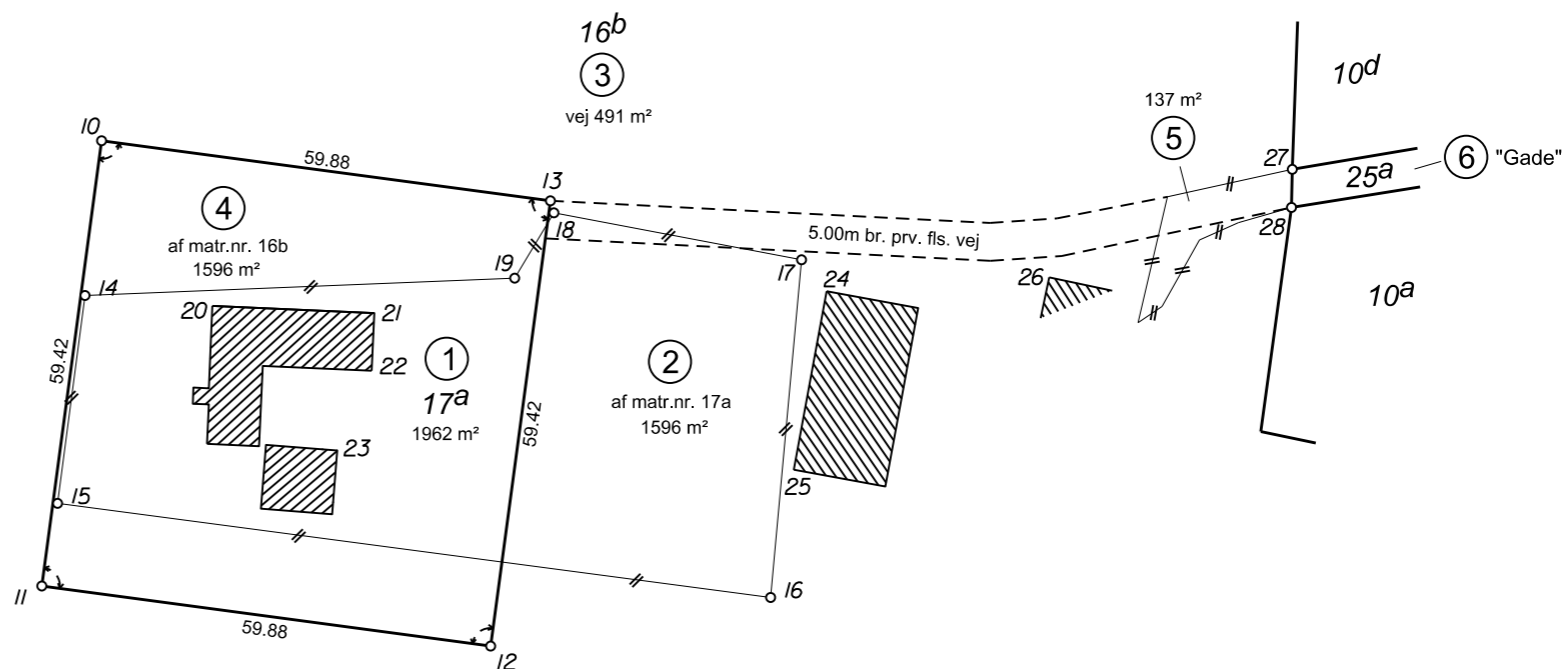 16b
3
vej 491 m²
10d
137 m²
5
10
59.88
27
6 "Gade"
25a
13
4
18
28
af matr.nr. 16b
5.00m br. prv. fls. vej
1596 m²
19
17
26
14
24
10a
20
21
1
22
2
59.42
17a
af matr.nr. 17a
1962 m²
59.42
1596 m²
23
25
15
16
11
59.88
12